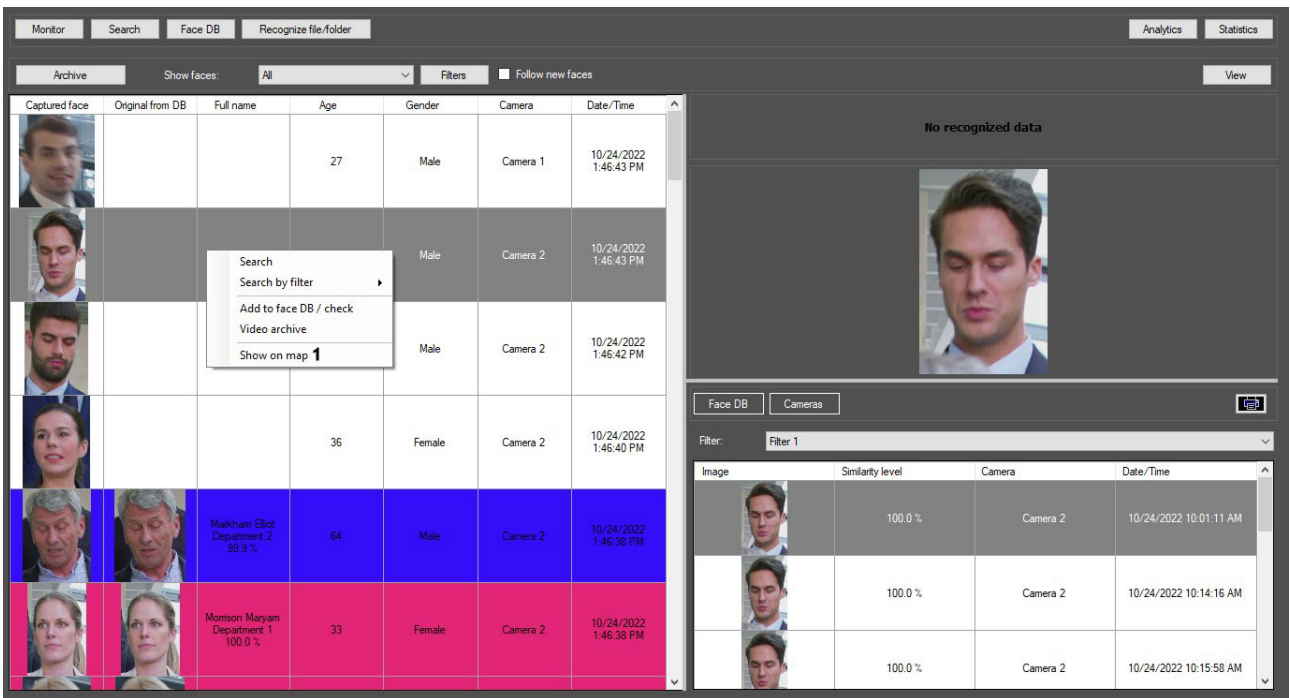 Monitor Search Face DB Recognize file/folder Analytics Statistics
Archive Show faces: All Filters Follow new faces View
Captured face Original from DB Full name Age Gender Camera Date/Time
27 Male Camera 1 10/24/2022
1:46:43 PM
Male Camera 2 10/24/2022
1:46:43 PM
Search
Search by filter
Add to face DB / check
Video archive
Show on map 1
Male Camera 2 10/24/2022
1:46:42 PM
36 Female Camera 2 10/24/2022
1:46:40 PM
Markham Elliot
Department 2
99.9 %
64 Male Camera 2 10/24/2022
1:46:38 PM
Morrison Maryam
Department 1
100.0 %
33 Female Camera 2 10/24/2022
1:46:38 PM
No recognized data
Face DB Cameras
Filter: Filter 1
Image Similarity level Camera Date/Time
100.0 % Camera 2 10/24/2022 10:01:11 AM
100.0 % Camera 2 10/24/2022 10:14:16 AM
100.0 % Camera 2 10/24/2022 10:15:58 AM